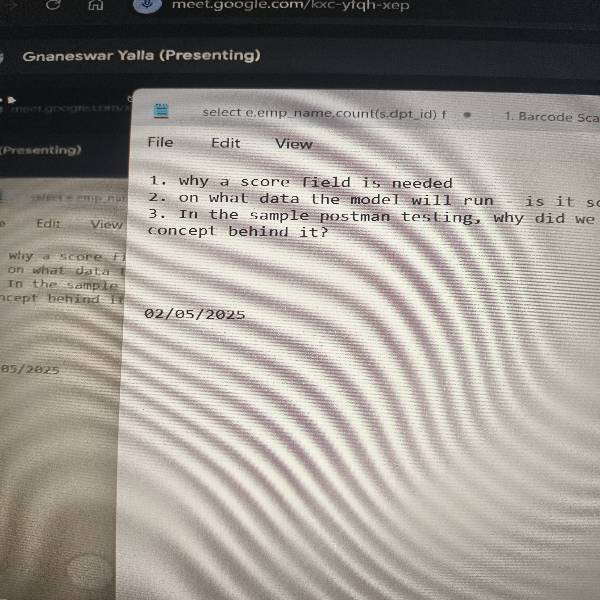 meet.google.com/kxc-yfqh-xep
Gnaneswar Yalla (Presenting)
meet.google.com/
(Presenting)
select e,emp_name,count(s.dpt_id) f
1. Barcode Sca
File Edit View
1. why a score field is needed
2. on what data the model will run - is it sc
3. In the sample postman testing, why did we
concept behind it?
02/05/2025
select e,emp_nam
Edit View
why a score fi
on what data t
In the sample
ncept behind it
05/2025